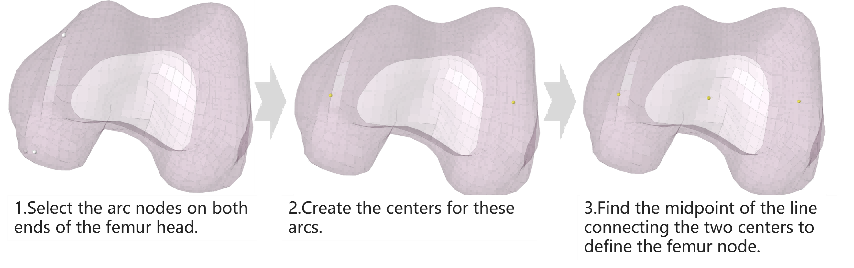 1.Select the arc nodes on both
ends of the femur head.
2.Create the centers for these
arcs.
3.Find the midpoint of the line
connecting the two centers to
define the femur node.